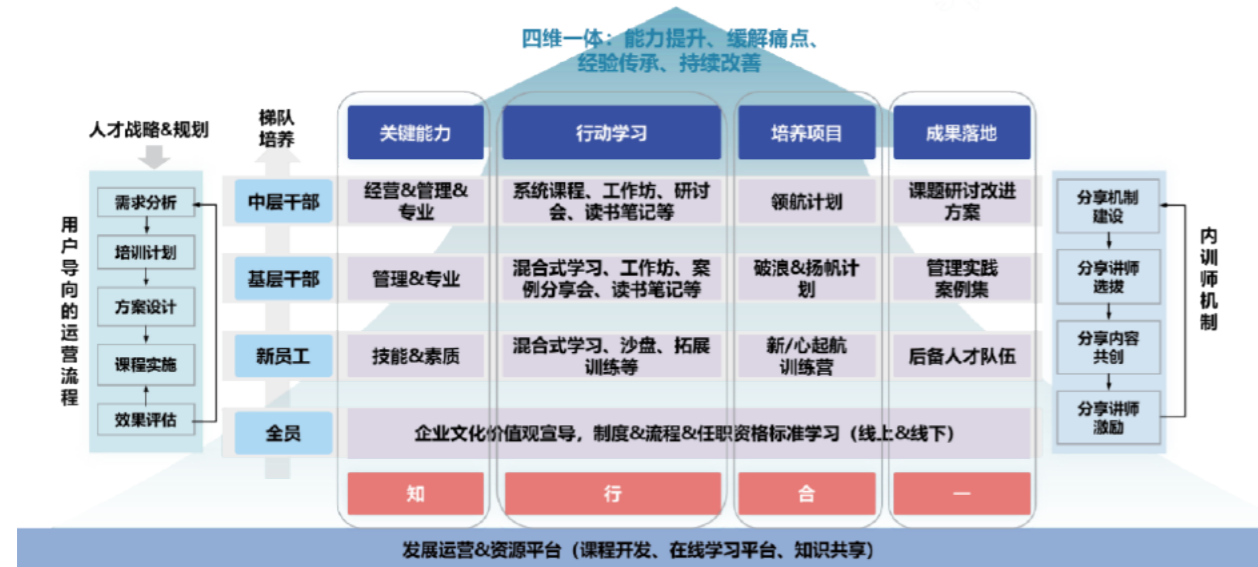 四维一体：能力提升、缓解痛点、
经验传承、持续改善
人才战略&规划
梯队
培养
关键能力
行动学习
培养项目
成果落地
用户导向的运营流程
需求分析
培训计划
方案设计
课程实施
效果评估
中层干部
经营&管理&
专业
系统课程、工作坊、研讨
会、读书笔记等
领航计划
课题研讨改进
方案
基层干部
管理&专业
混合式学习、工作坊、案
例分享会、读书笔记等
破浪&扬帆计
划
管理实践
案例集
新员工
技能&素质
混合式学习、沙盘、拓展
训练等
新/心起航
训练营
后备人才队伍
全员
企业文化价值观宣导，制度&流程&任职资格标准学习（线上&线下）
知
行
合
一
分享机制
建设
分享讲师
选拔
分享内容
共创
分享讲师
激励
内训师机制
发展运营&资源平台（课程开发、在线学习平台、知识共享）